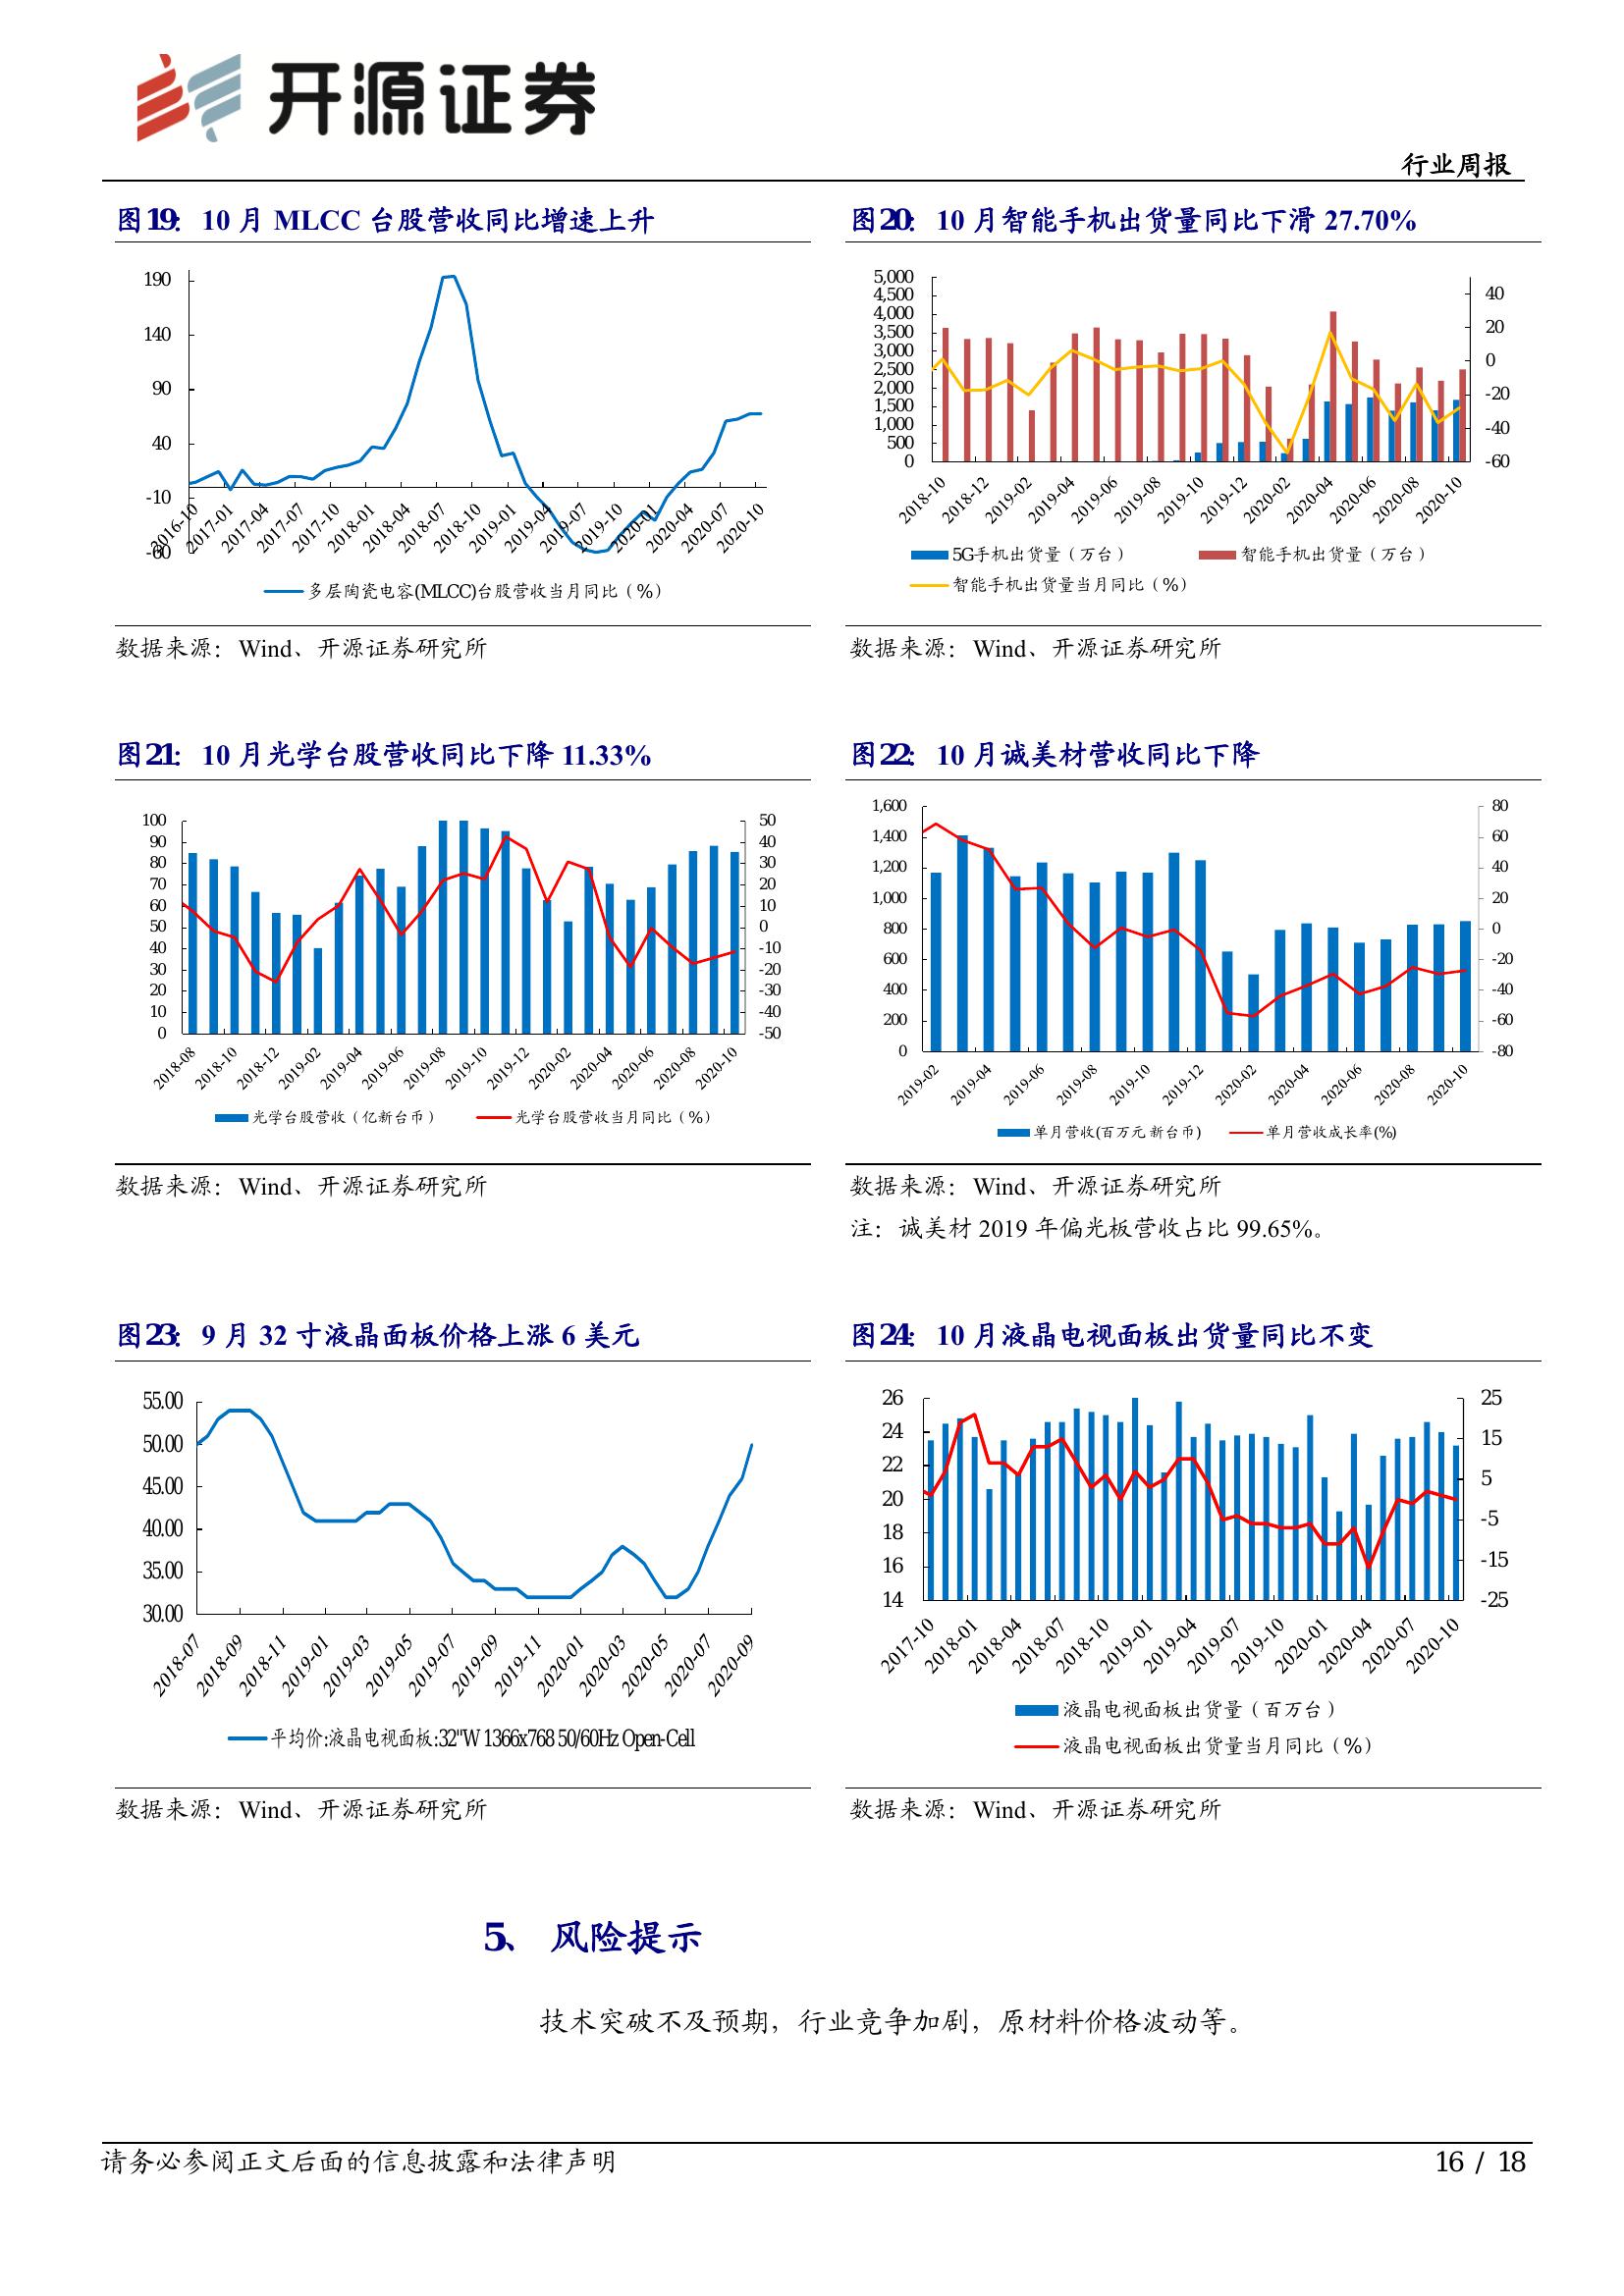 开源证券
行业周报
图19： 10 月 MLCC 台股营收同比增速上升
190
140
90
40
-10
-60
2016-10 2017-01 2017-04 2017-07 2017-10 2018-01 2018-04 2018-07 2018-10 2019-01 2019-04 2019-07 2019-10 2020-01 2020-04 2020-07 2020-10
多层陶瓷电容(MLCC)台股营收当月同比（%）
数据来源：Wind、开源证券研究所
图20： 10 月智能手机出货量同比下滑 27.70%
5,000
4,500
4,000
3,500
3,000
2,500
2,000
1,500
1,000
500
0
40
20
0
-20
-40
-60
2018-10 2018-12 2019-02 2019-04 2019-06 2019-08 2019-10 2019-12 2020-02 2020-04 2020-06 2020-08 2020-10
5G手机出货量（万台） 智能手机出货量（万台）
智能手机出货量当月同比（%）
数据来源：Wind、开源证券研究所
图21： 10 月光学台股营收同比下降 11.33%
100
90
80
70
60
50
40
30
20
10
0
50
40
30
20
10
0
-10
-20
-30
-40
-50
2018-08 2018-10 2018-12 2019-02 2019-04 2019-06 2019-08 2019-10 2019-12 2020-02 2020-04 2020-06 2020-08 2020-10
光学台股营收（亿新台币） 光学台股营收当月同比（%）
数据来源：Wind、开源证券研究所
图22： 10 月诚美材营收同比下降
1,600
1,400
1,200
1,000
800
600
400
200
0
80
60
40
20
0
-20
-40
-60
-80
2019-02 2019-04 2019-06 2019-08 2019-10 2019-12 2020-02 2020-04 2020-06 2020-08 2020-10
单月营收(百万元 新台币) 单月营收成长率(%)
数据来源：Wind、开源证券研究所
注：诚美材 2019 年偏光板营收占比 99.65%。
图23： 9 月 32 寸液晶面板价格上涨 6 美元
55.00
50.00
45.00
40.00
35.00
30.00
2018-07 2018-09 2018-11 2019-01 2019-03 2019-05 2019-07 2019-09 2019-11 2020-01 2020-03 2020-05 2020-07 2020-09
平均价:液晶电视面板:32"W 1366x768 50/60Hz Open-Cell
数据来源：Wind、开源证券研究所
图24： 10 月液晶电视面板出货量同比不变
26
24
22
20
18
16
14
25
15
5
-5
-15
-25
2017-10 2018-01 2018-04 2018-07 2018-10 2019-01 2019-04 2019-07 2019-10 2020-01 2020-04 2020-07 2020-10
液晶电视面板出货量（百万台）
液晶电视面板出货量当月同比（%）
数据来源：Wind、开源证券研究所
5、 风险提示
技术突破不及预期，行业竞争加剧，原材料价格波动等。
请务必参阅正文后面的信息披露和法律声明
16 / 18